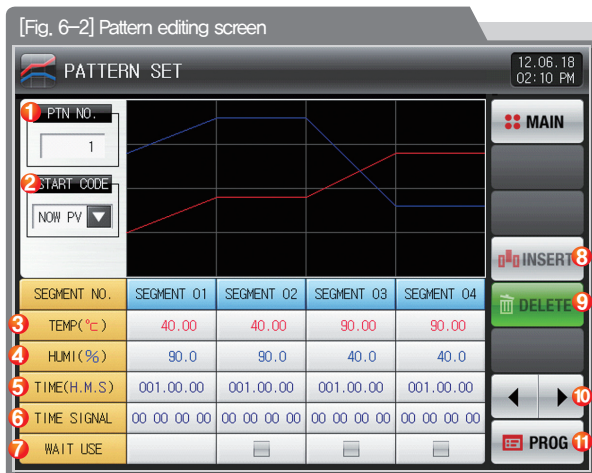 [Fig. 6-2] Pattern editing screen
PATTERN SET
12.06.18
02:10 PM
1 PTN NO.
1
2 START CODE
NOW PV
MAIN
INSERT 8
DELETE 9
10
PROG 11
SEGMENT NO. SEGMENT 01 SEGMENT 02 SEGMENT 03 SEGMENT 04
3 TEMP(℃) 40.00 40.00 90.00 90.00
4 HUMI(%) 90.0 90.0 40.0 40.0
5 TIME(H.M.S) 001.00.00 001.00.00 001.00.00 001.00.00
6 TIME SIGNAL 00 00 00 00 00 00 00 00 00 00 00 00 00 00 00 00
7 WAIT USE